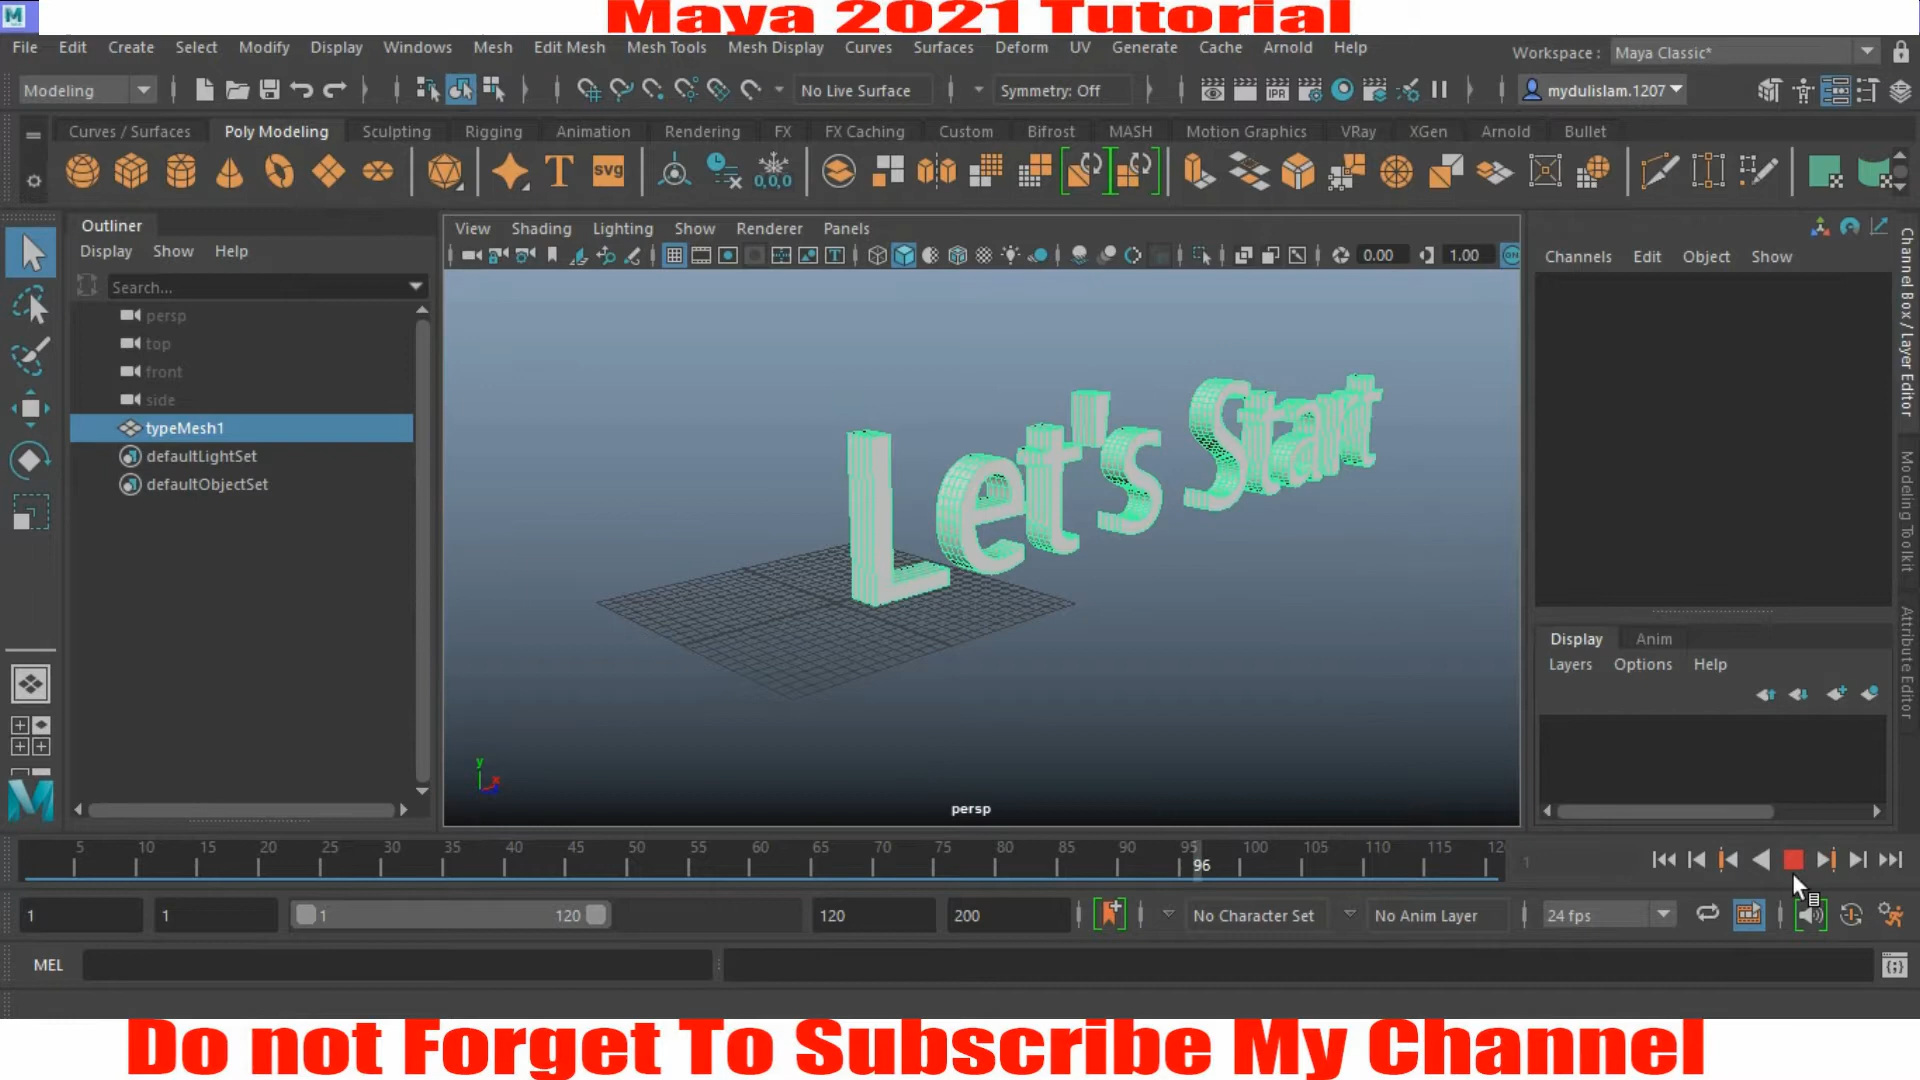 Maya 2021 Tutorial
File Edit Create Select Modify Display Windows Mesh Edit Mesh Mesh Tools Mesh Display Curves Surfaces Deform UV Generate Cache Arnold Help
Workspace : Maya Classic*
Modeling
No Live Surface
Symmetry: Off
mydulislam.1207
Curves / Surfaces Poly Modeling Sculpting Rigging Animation Rendering FX FX Caching Custom Bifrost MASH Motion Graphics VRay XGen Arnold Bullet
T svg 0,0,0
IPR
Outliner
Display Show Help
Search...
persp
top
front
side
typeMesh1
defaultLightSet
defaultObjectSet
View Shading Lighting Show Renderer Panels
0.00 1.00 ON
Let's Start
y x
persp
Channels Edit Object Show
Channel Box / Layer Editor
Modeling Toolkit
Attribute Editor
Display Anim
Layers Options Help
5 10 15 20 25 30 35 40 45 50 55 60 65 70 75 80 85 90 95 100 105 110 115 12
96
1
1 1 1 120 120 200
No Character Set
No Anim Layer
24 fps
MEL
Do not Forget To Subscribe My Channel